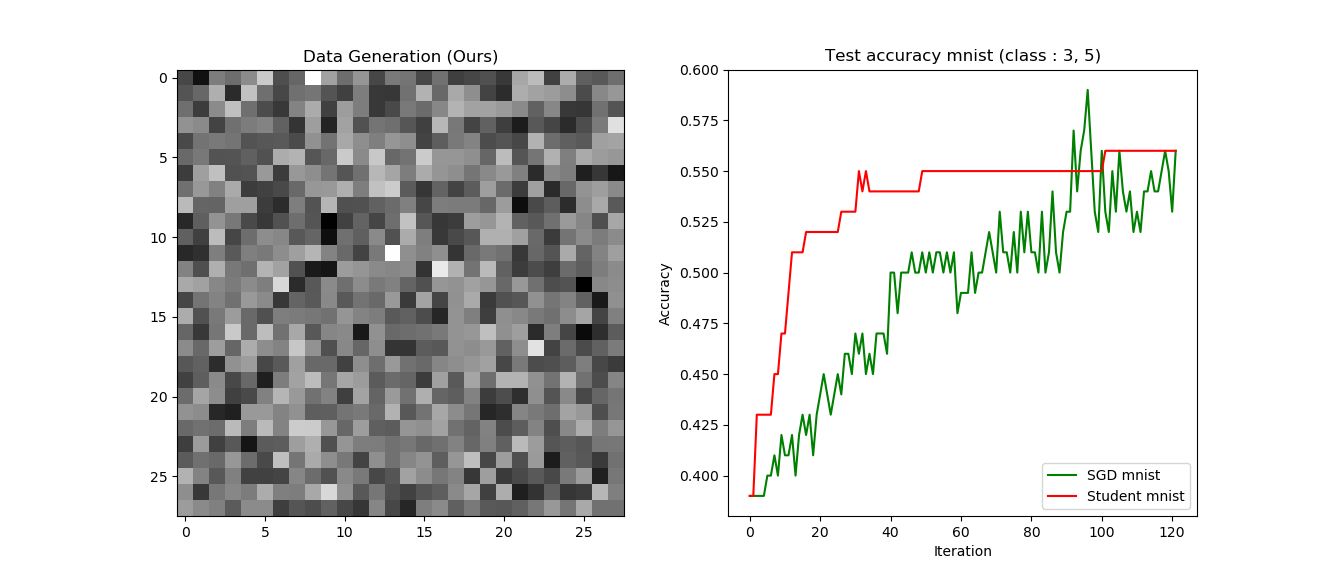 Data Generation (Ours)
0
5
10
15
20
25
0 5 10 15 20 25
Test accuracy mnist (class : 3, 5)
Accuracy
0.600
0.575
0.550
0.525
0.500
0.475
0.450
0.425
0.400
0 20 40 60 80 100 120
Iteration
SGD mnist
Student mnist